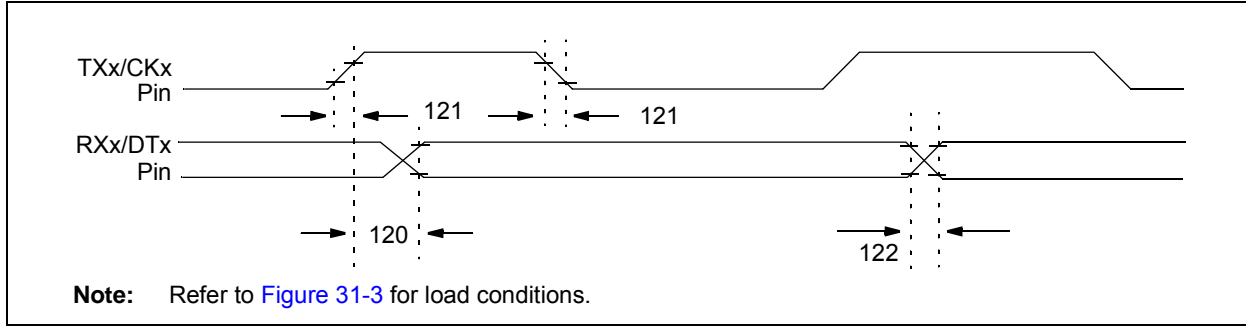 TXx/CKx
Pin
121
121
RXx/DTx
Pin
120
122
Note: Refer to Figure 31-3 for load conditions.